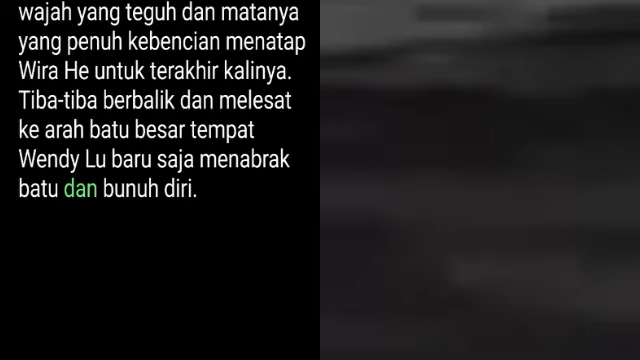 wajah yang teguh dan matanya
yang penuh kebencian menatap
Wira He untuk terakhir kalinya.
Tiba-tiba berbalik dan melesat
ke arah batu besar tempat
Wendy Lu baru saja menabrak
batu dan bunuh diri.